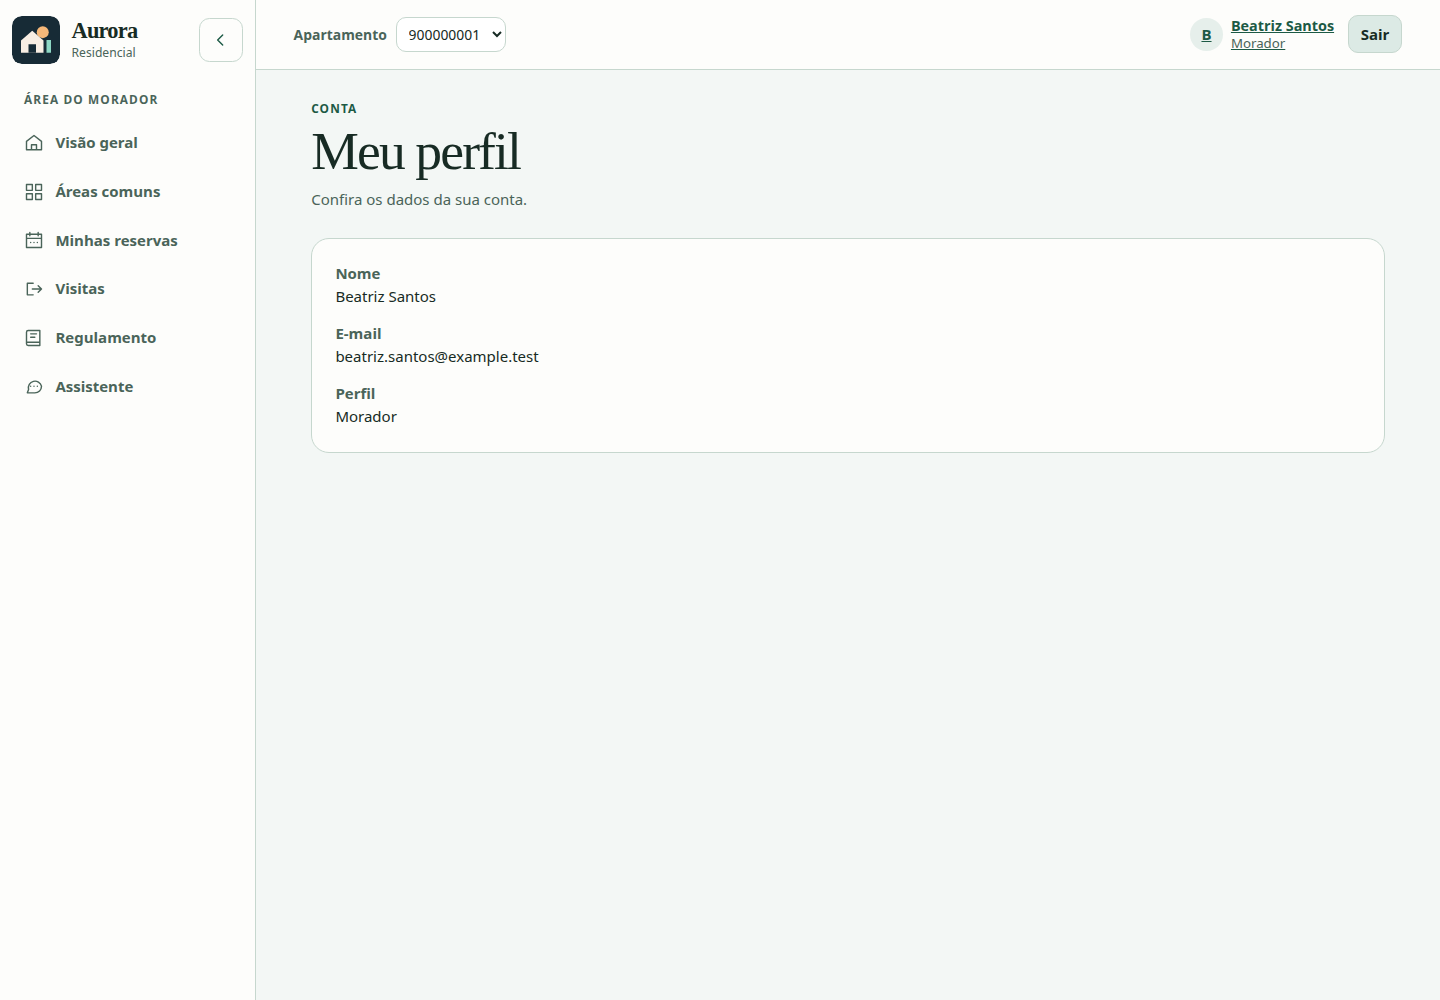 Aurora
Residencial
ÁREA DO MORADOR
Visão geral
Áreas comuns
Minhas reservas
Visitas
Regulamento
Assistente
Apartamento 900000001
B
Beatriz Santos
Morador
Sair
CONTA
Meu perfil
Confira os dados da sua conta.
Nome
Beatriz Santos
E-mail
beatriz.santos@example.test
Perfil
Morador